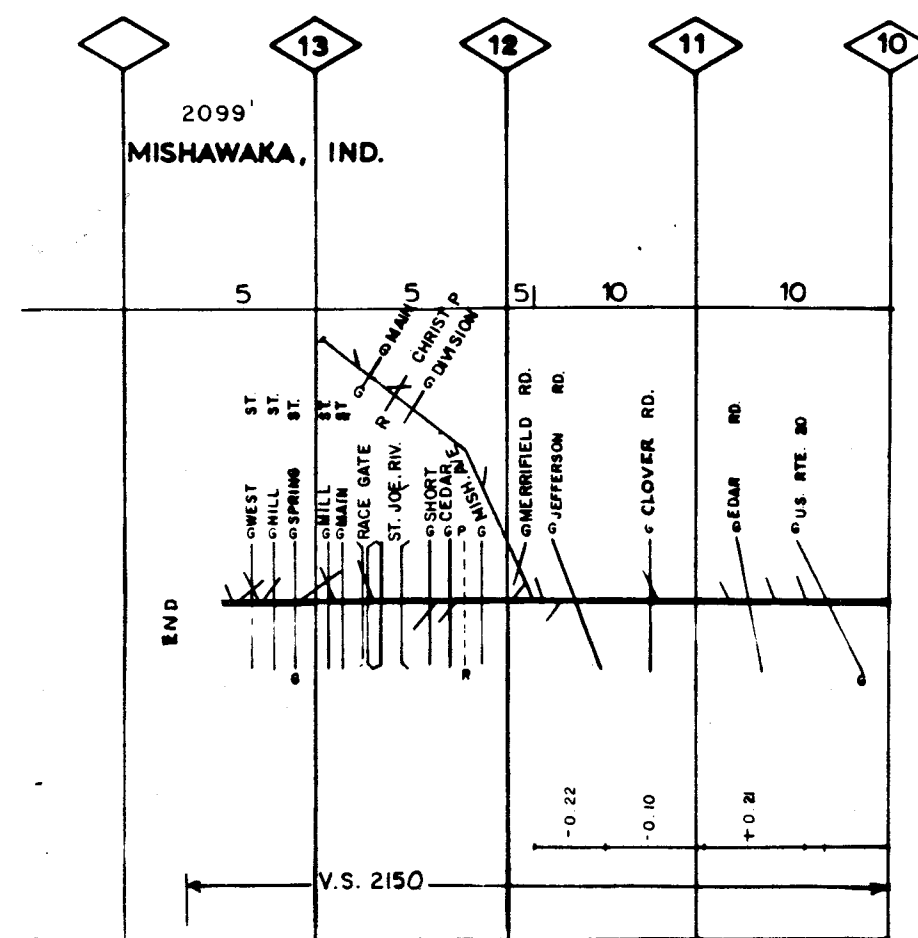 13
12
11
10
2099'
MISHAWAKA, IND.
5
5
5
10
10
MAIN
CHRIST P
DIVISION
R
G
G WEST ST.
G HILL ST.
G SPRING ST.
G MILL ST.
G MAIN ST
RACE GATE
ST. JOE. RIV.
G SHORT
G CEDAR
P
G MISH.
G MERRIFIELD RD.
G JEFFERSON RD.
G CLOVER RD.
G EDAR RD.
G U.S. RTE. 20
END
G
R
G
-0.22
-0.10
+0.21
V.S. 2150